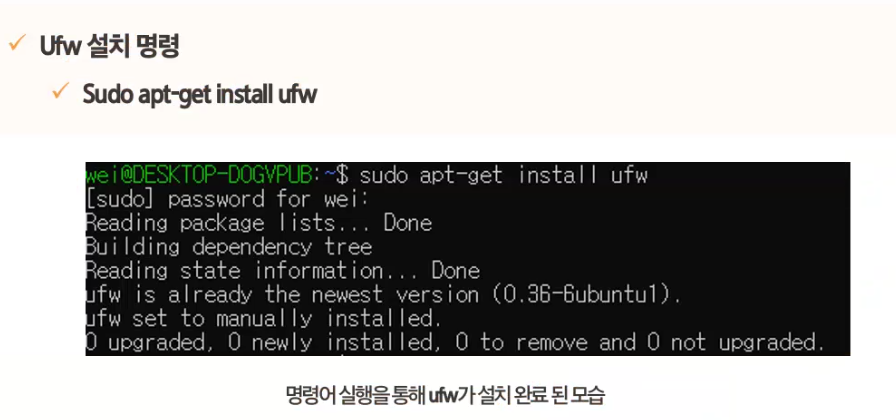 Ufw 설치 명령
Sudo apt-get install ufw
wei@DESKTOP-DOGVPUB:~$ sudo apt-get install ufw
[sudo] password for wei:
Reading package lists... Done
Building dependency tree
Reading state information... Done
ufw is already the newest version (0.36-6ubuntu1).
ufw set to manually installed.
0 upgraded, 0 newly installed, 0 to remove and 0 not upgraded.
명령어 실행을 통해 ufw가 설치 완료 된 모습